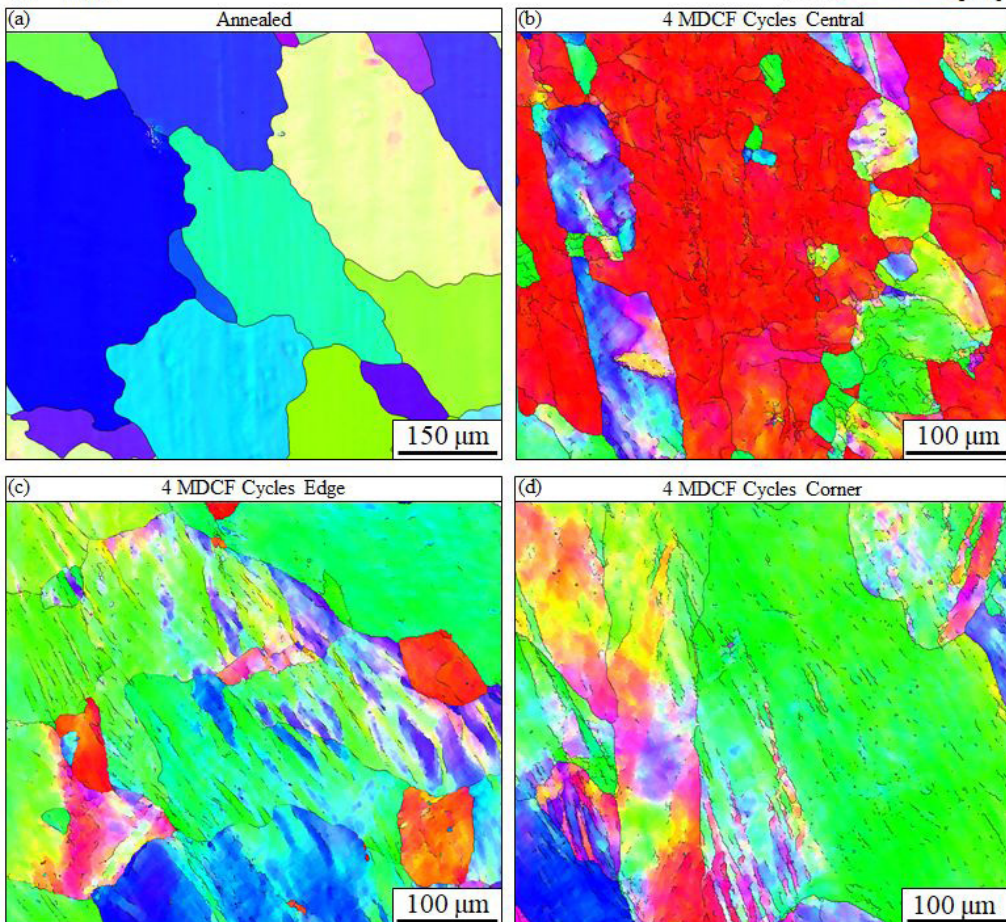 (a) Annealed
(b) 4 MDCF Cycles Central
150 μm
100 μm
(c) 4 MDCF Cycles Edge
(d) 4 MDCF Cycles Corner
100 μm
100 μm